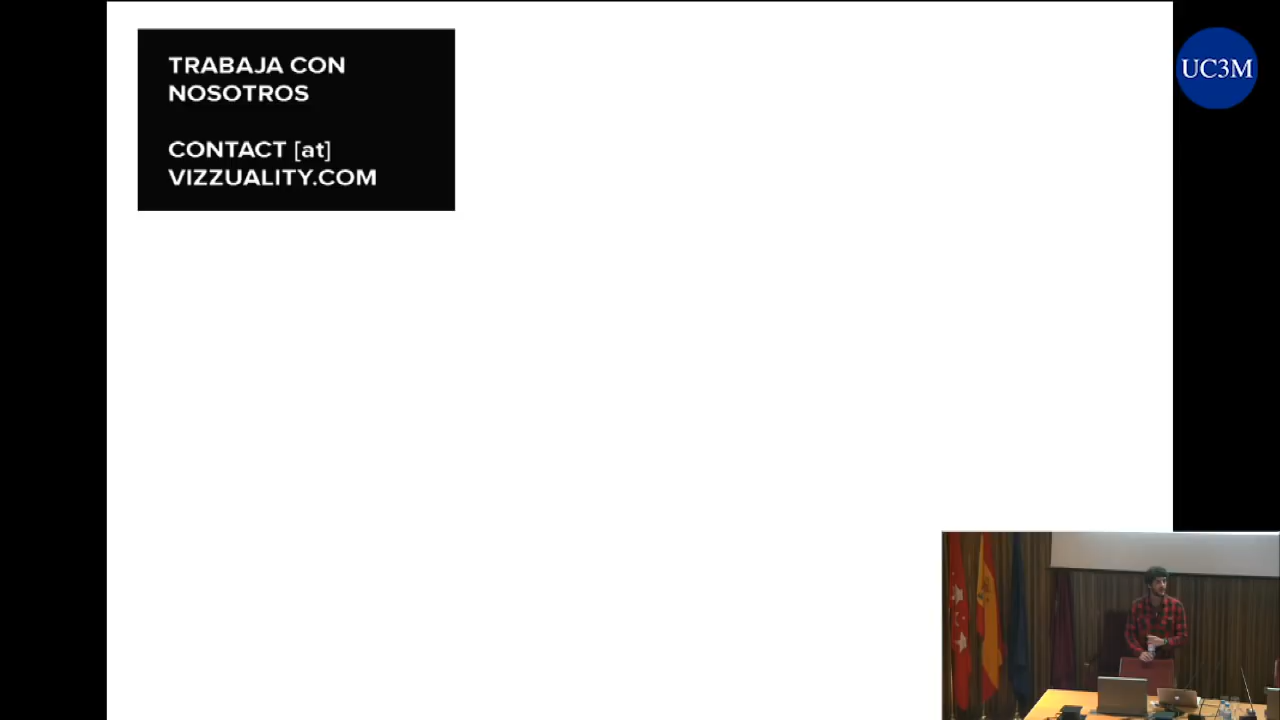 TRABAJA CON
NOSOTROS
CONTACT [at]
VIZZUALITY.COM
UC3M